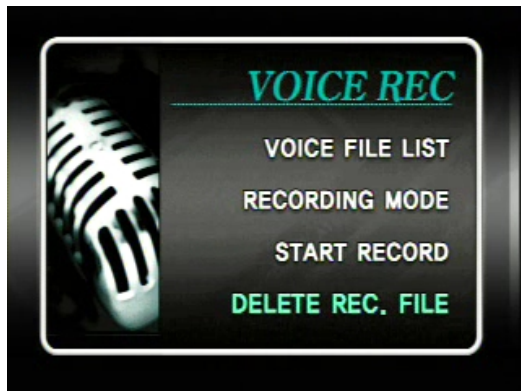 VOICE REC
VOICE FILE LIST
RECORDING MODE
START RECORD
DELETE REC. FILE